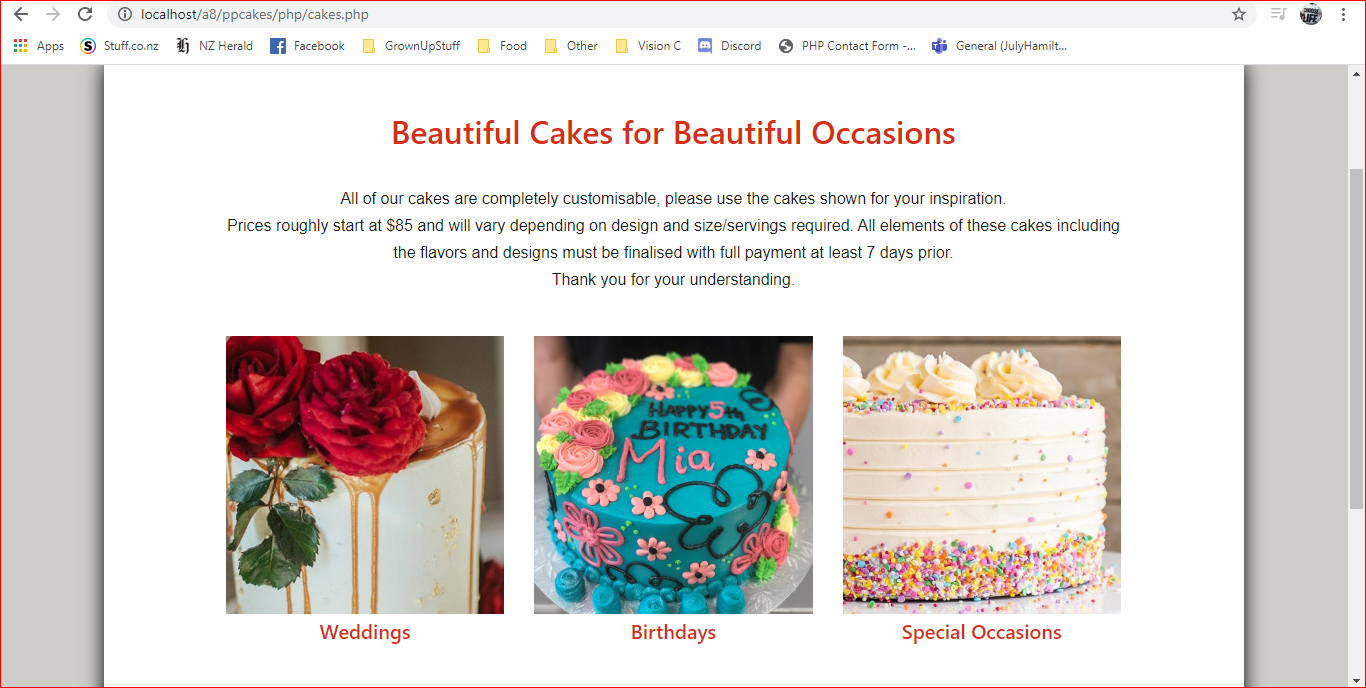 localhost/a8/ppcakes/php/cakes.php
Apps Stuff.co.nz NZ Herald Facebook GrownUpStuff Food Other Vision C Discord PHP Contact Form -... General (JulyHamilt...
Beautiful Cakes for Beautiful Occasions
All of our cakes are completely customisable, please use the cakes shown for your inspiration.
Prices roughly start at $85 and will vary depending on design and size/servings required. All elements of these cakes including
the flavors and designs must be finalised with full payment at least 7 days prior.
Thank you for your understanding.
HAPPY 5th
BIRTHDAY
Mia
Weddings Birthdays Special Occasions